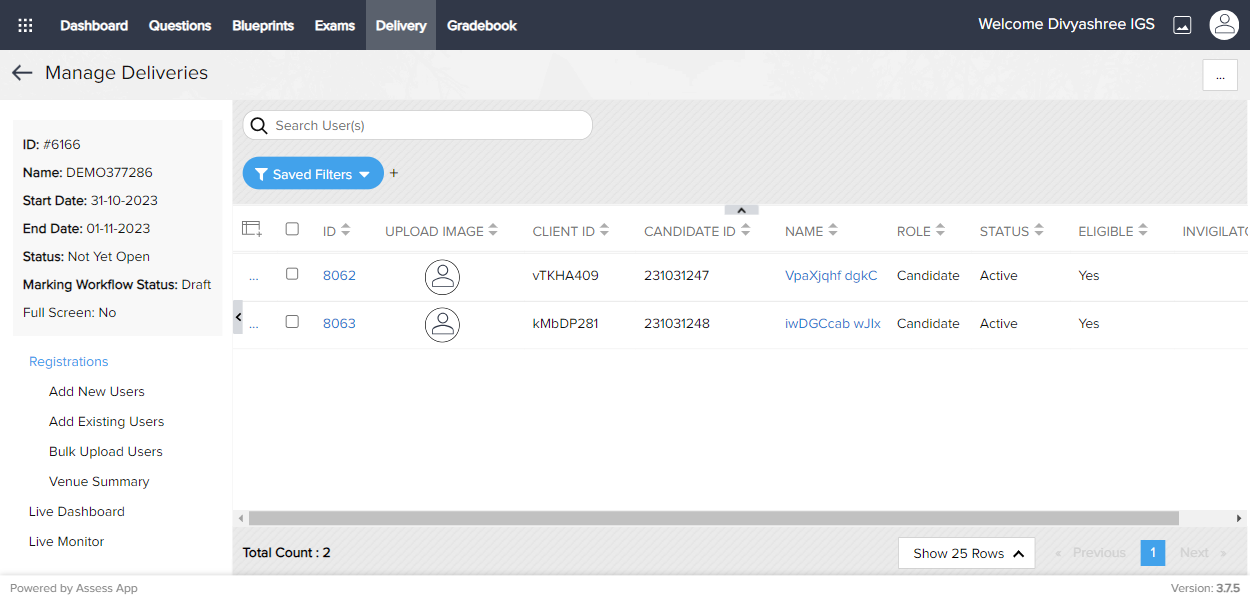 Dashboard Questions Blueprints Exams Delivery Gradebook Welcome Divyashree IGS
Manage Deliveries ...
ID: #6166
Name: DEMO377286
Start Date: 31-10-2023
End Date: 01-11-2023
Status: Not Yet Open
Marking Workflow Status: Draft
Full Screen: No
Registrations
Add New Users
Add Existing Users
Bulk Upload Users
Venue Summary
Live Dashboard
Live Monitor
Search User(s)
Saved Filters +
ID UPLOAD IMAGE CLIENT ID CANDIDATE ID NAME ROLE STATUS ELIGIBLE INVIGILATO
... 8062 vTKHA409 231031247 VpaXjqhf dgkC Candidate Active Yes
... 8063 kMbDP281 231031248 iwDGCcab wJIx Candidate Active Yes
Total Count : 2 Show 25 Rows « Previous 1 Next »
Powered by Assess App Version: 3.7.5